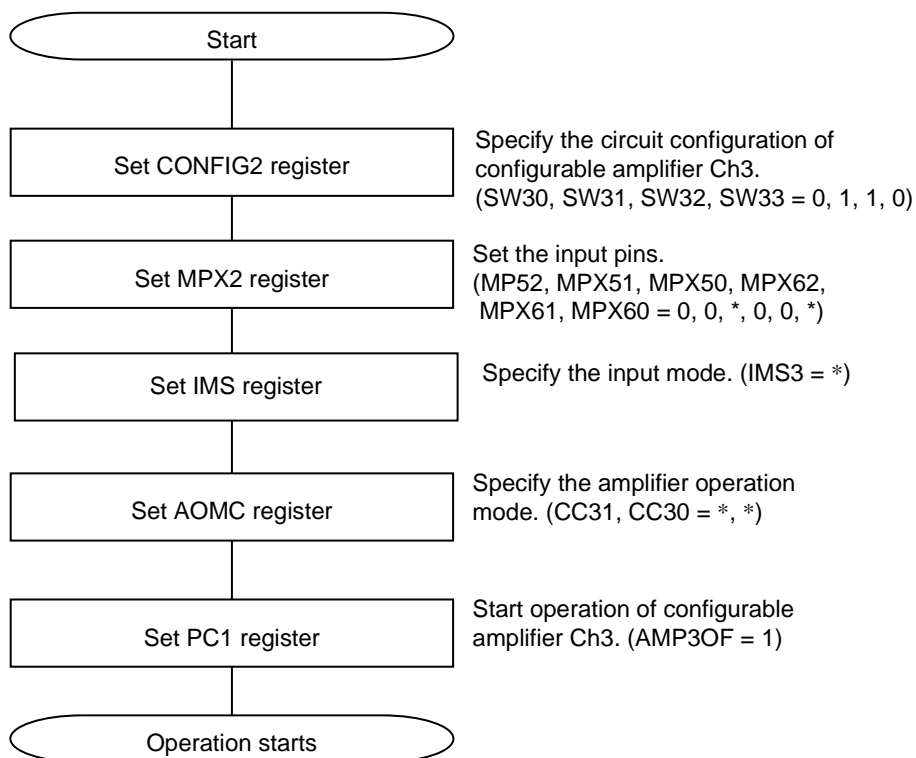 Start
Set CONFIG2 register
Specify the circuit configuration of
configurable amplifier Ch3.
(SW30, SW31, SW32, SW33 = 0, 1, 1, 0)
Set MPX2 register
Set the input pins.
(MP52, MPX51, MPX50, MPX62,
MPX61, MPX60 = 0, 0, *, 0, 0, *)
Set IMS register
Specify the input mode. (IMS3 = *)
Set AOMC register
Specify the amplifier operation
mode. (CC31, CC30 = *, *)
Set PC1 register
Start operation of configurable
amplifier Ch3. (AMP3OF = 1)
Operation starts